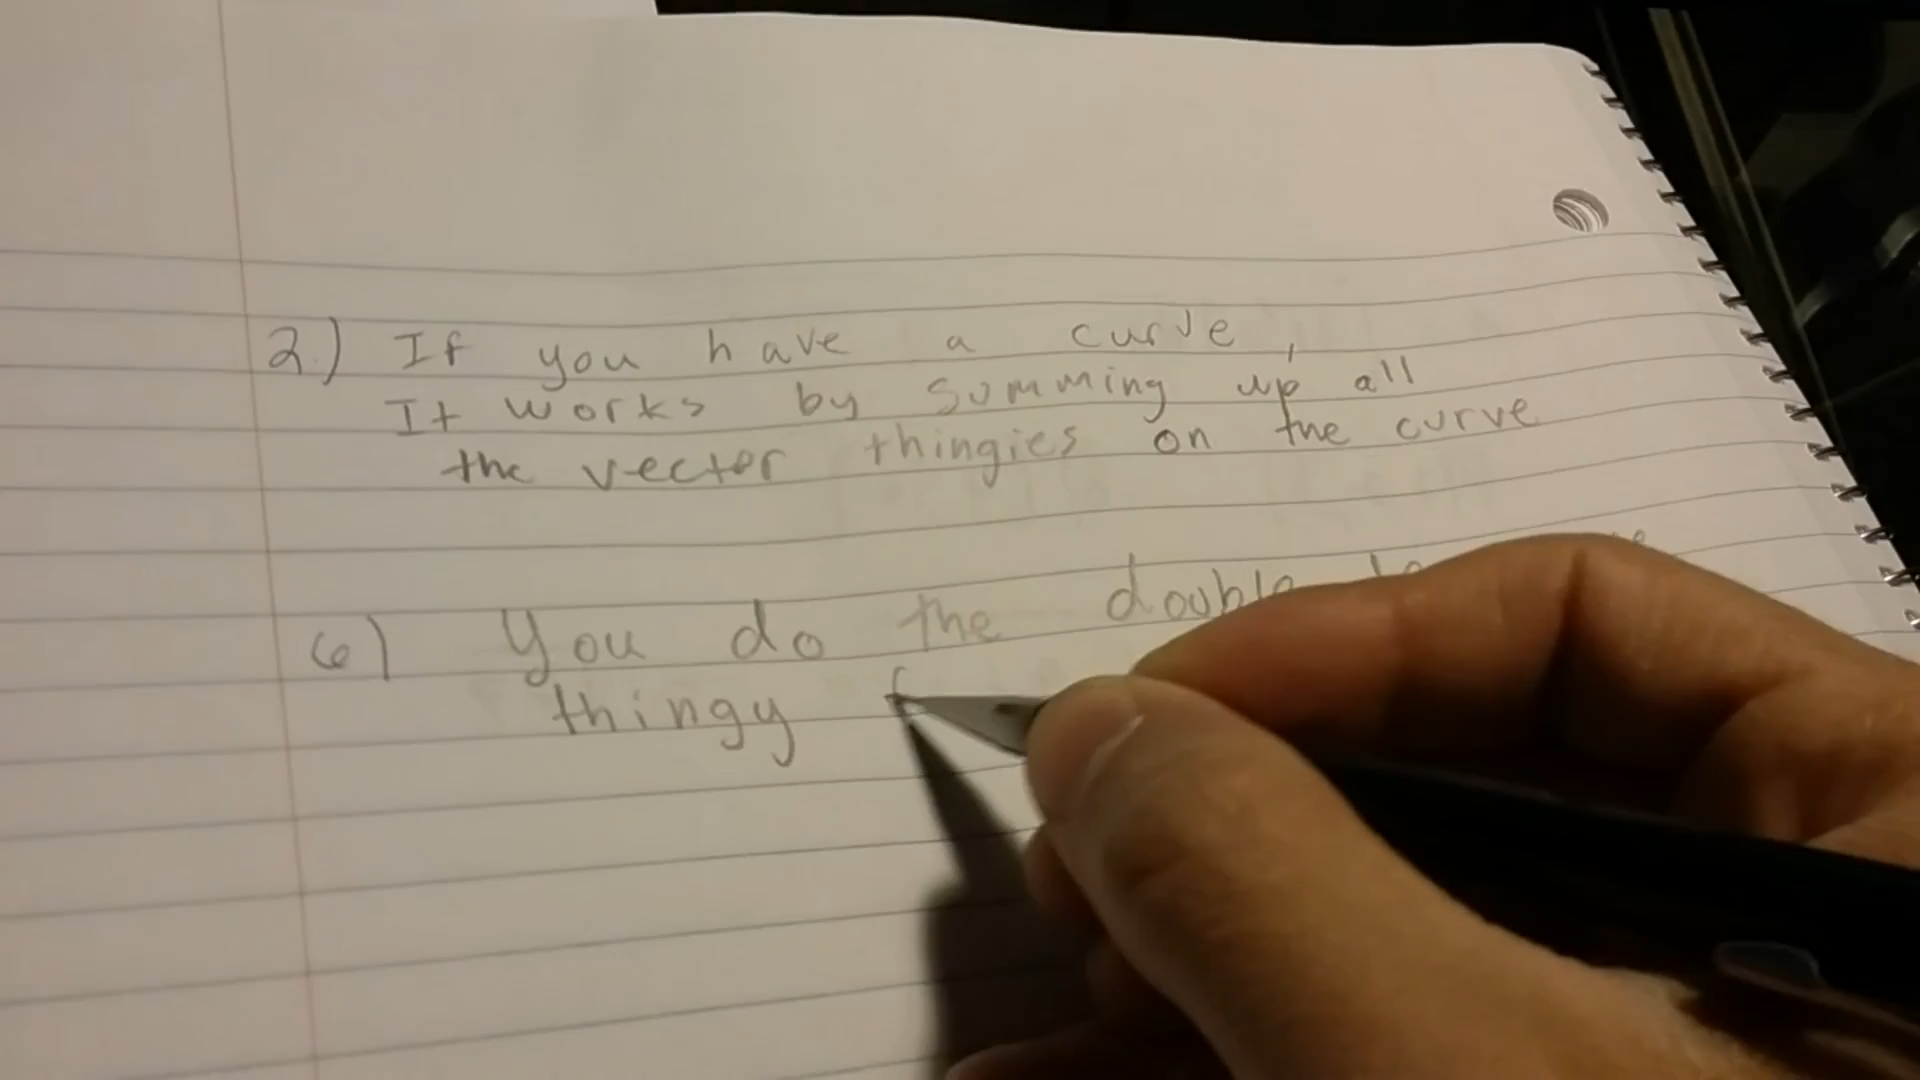 2.) If you have a curve,
It works by summing up all
the vector thingies on the curve
6) You do the double
thingy